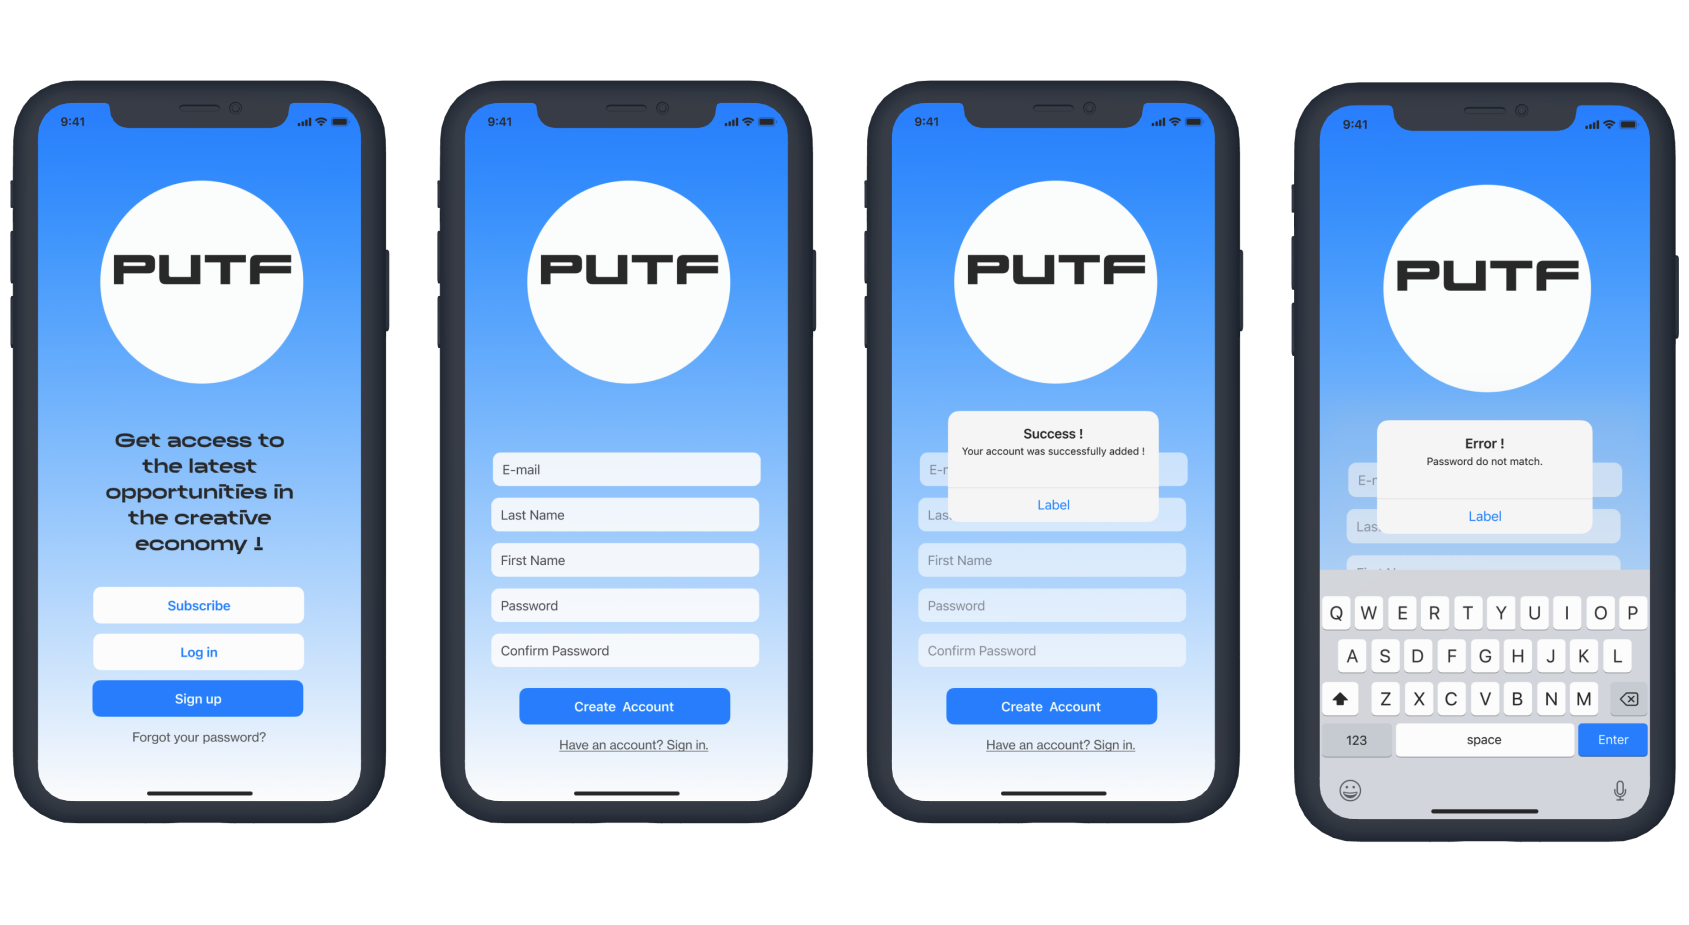 9:41
PUTF
Get access to
the latest
opportunities in
the creative
economy !
Subscribe
Log in
Sign up
Forgot your password?
9:41
PUTF
E-mail
Last Name
First Name
Password
Confirm Password
Create Account
Have an account? Sign in.
9:41
PUTF
Success !
Your account was successfully added !
E-r
Label
Las
First Name
Password
Confirm Password
Create Account
Have an account? Sign in.
9:41
PUTF
Error !
Password do not match.
E-r
Label
Las
Q W E R T Y U I O P
A S D F G H J K L
Z X C V B N M
123 space Enter